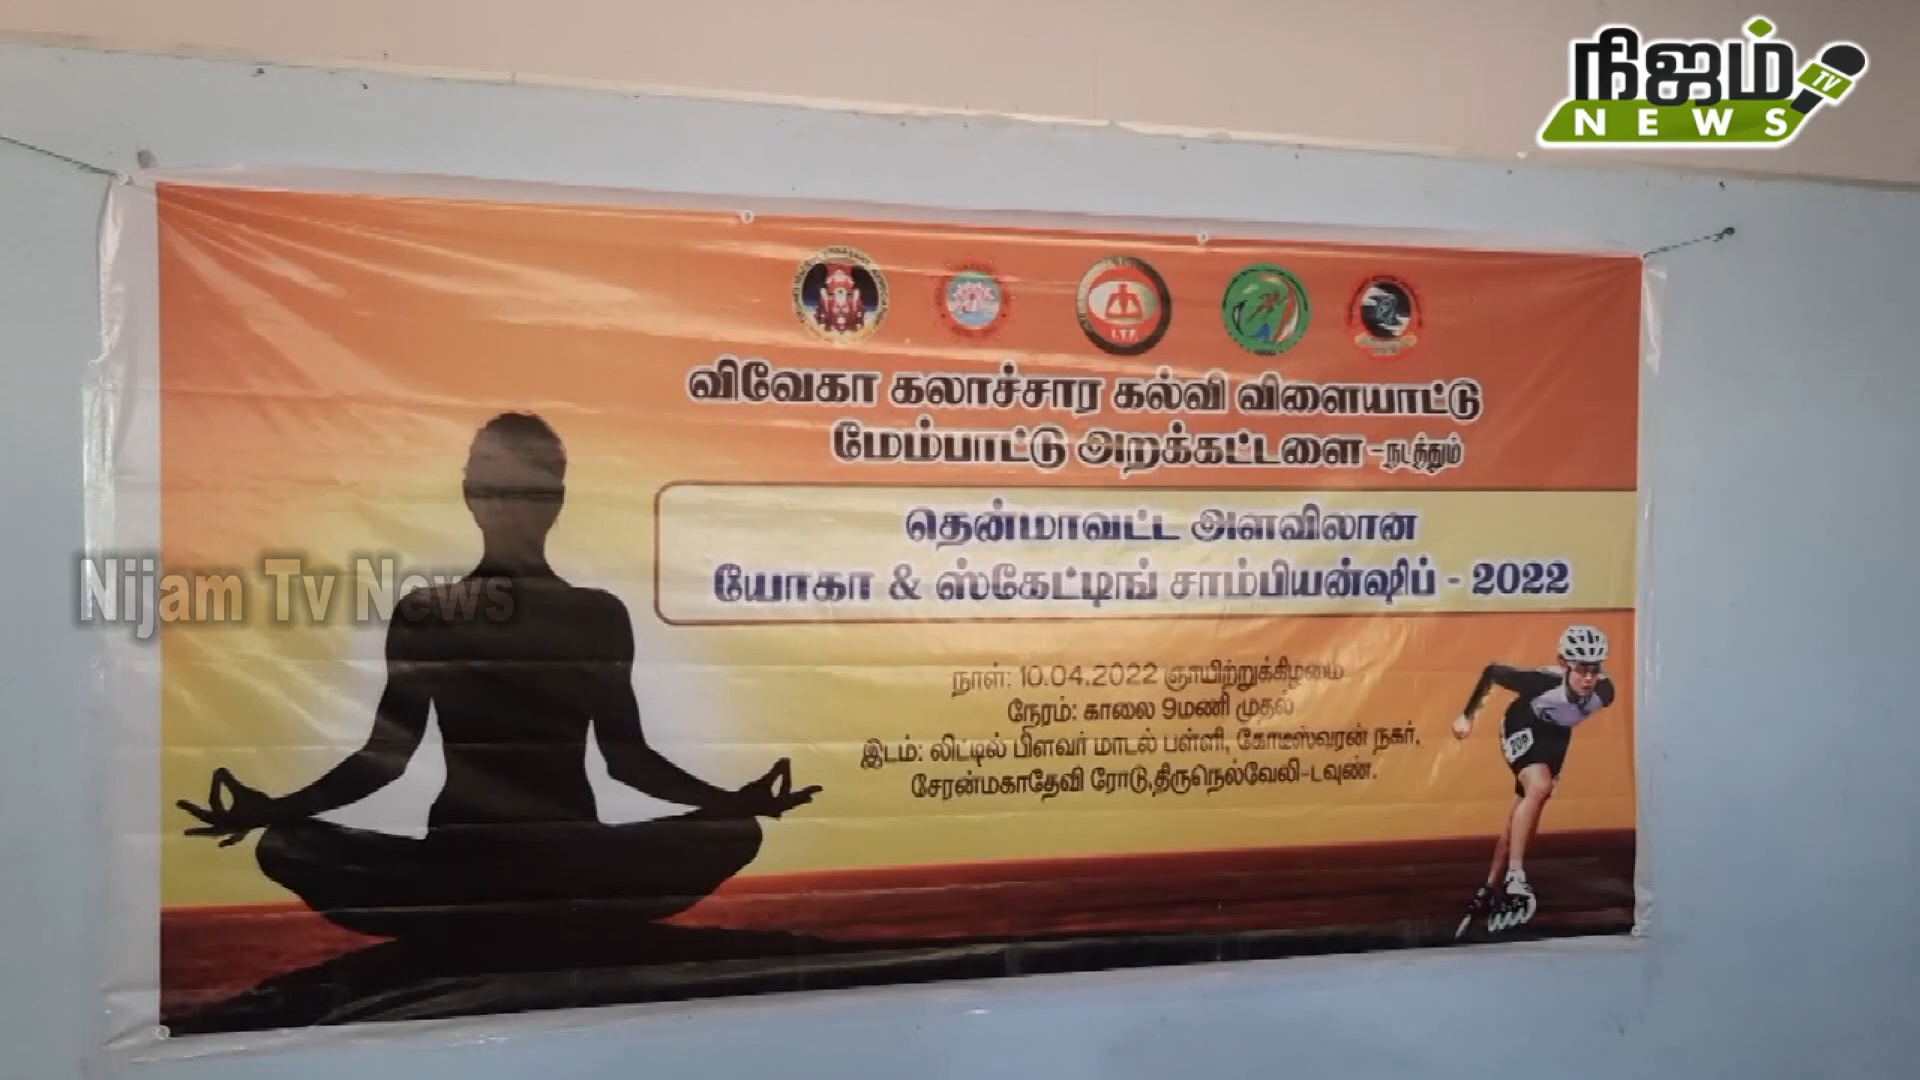 நிஜம்
TV
NEWS
I.Y.F.
விவேகா கலாச்சார கல்வி விளையாட்டு
மேம்பாட்டு அறக்கட்டளை -நடத்தும்
தென்மாவட்ட அளவிலான
யோகா & ஸ்கேட்டிங் சாம்பியன்ஷிப் - 2022
Nijam Tv News
நாள்: 10.04.2022 ஞாயிற்றுக்கிழமை
நேரம்: காலை 9மணி முதல்
இடம்: லிட்டில் பிளவர் மாடல் பள்ளி, கோடீஸ்வரன் நகர்,
சேரன்மகாதேவி ரோடு,திருநெல்வேலி-டவுண்.
209